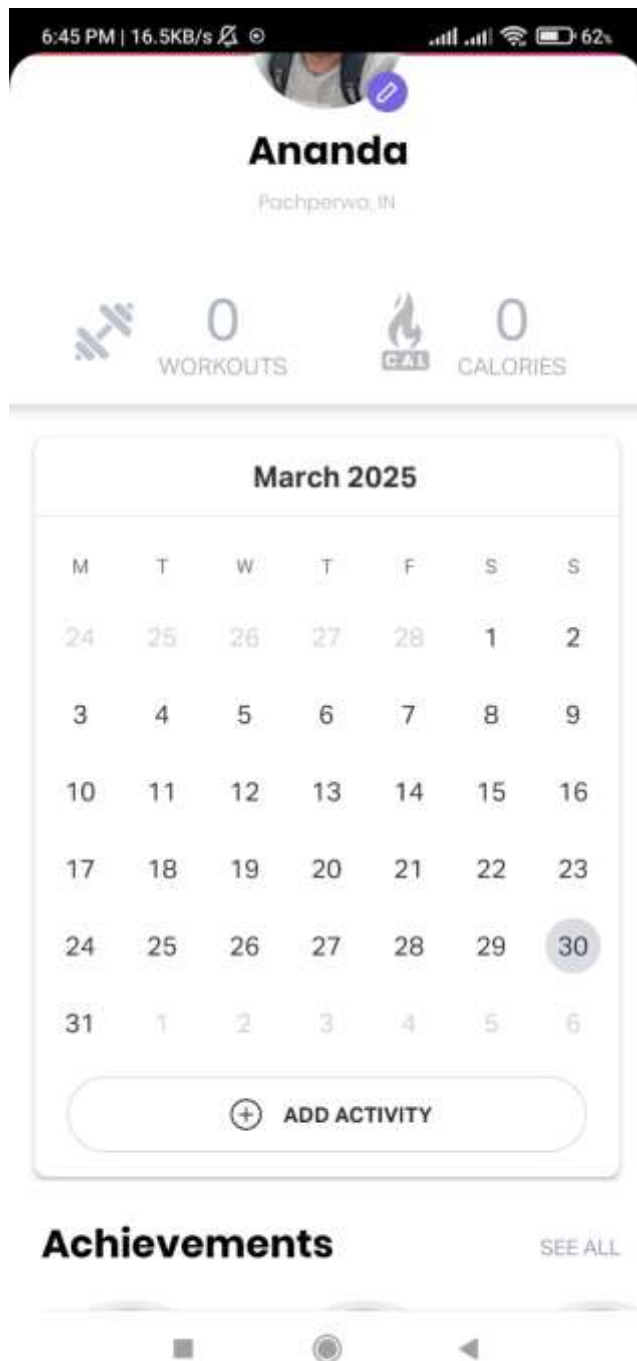 6:45 PM | 16.5KB/s 62%
Ananda
Pachperwa, IN
0 0
WORKOUTS CAL CALORIES
March 2025
M T W T F S S
24 25 26 27 28 1 2
3 4 5 6 7 8 9
10 11 12 13 14 15 16
17 18 19 20 21 22 23
24 25 26 27 28 29 30
31 1 2 3 4 5 6
ADD ACTIVITY
Achievements SEE ALL